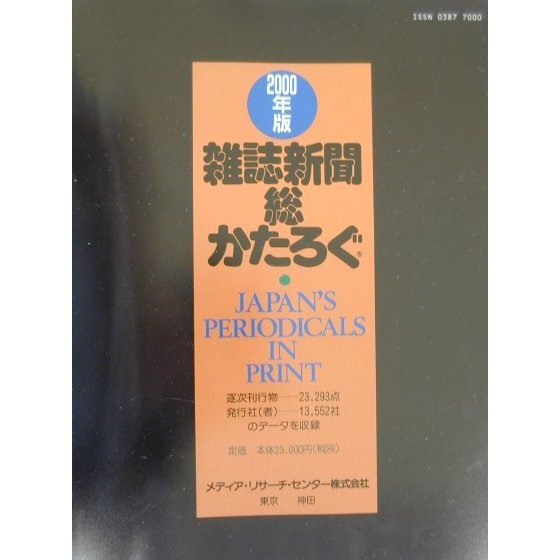 ISSN 0387 7000
2000
年版
雑誌新聞
総
かたろぐ®
JAPAN'S
PERIODICALS
IN
PRINT
逐次刊行物——23.293点
発行社(者)——13.552社
のデータを収録
定価 本体23,000円(税別)
メディア・リサーチ・センター株式会社
東京 神田